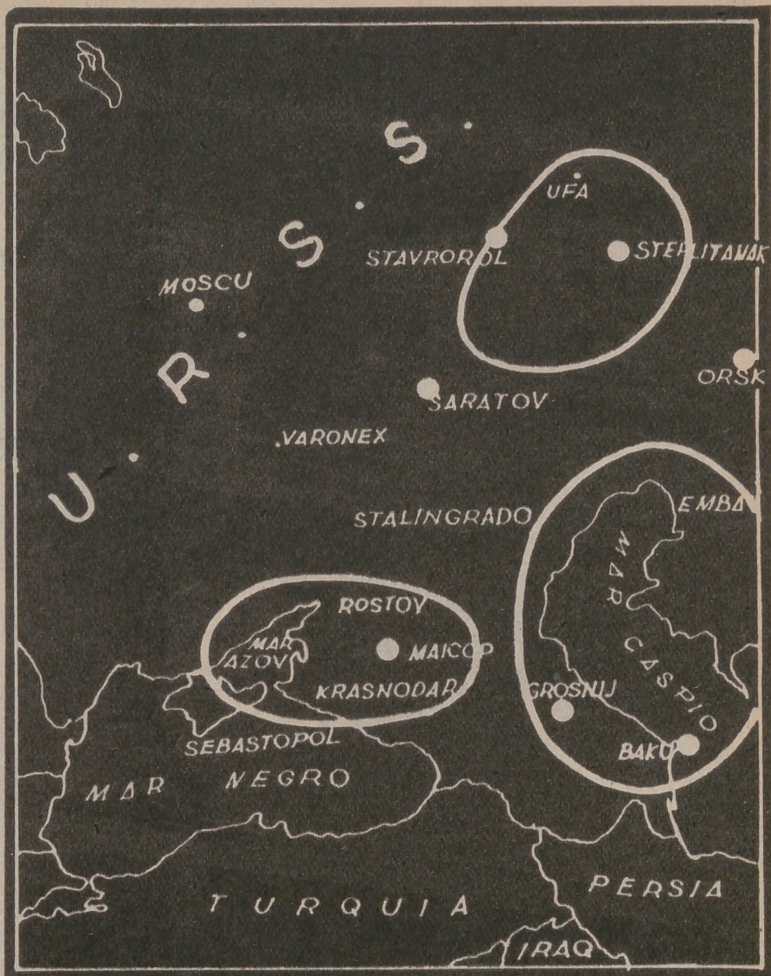 U.R.S.S.
UFA
STAVROROL
STEPLITAMAK
MOSCU
ORSK
SARATOV
VARONEX
STALINGRADO
EMBA
MAR CASPIO
ROSTOV
MAR
AZOV
MAICOP
KRASNODAR
GROSNIJ
SEBASTOPOL
BAKU
MAR NEGRO
TURQUIA
PERSIA
IRAQ